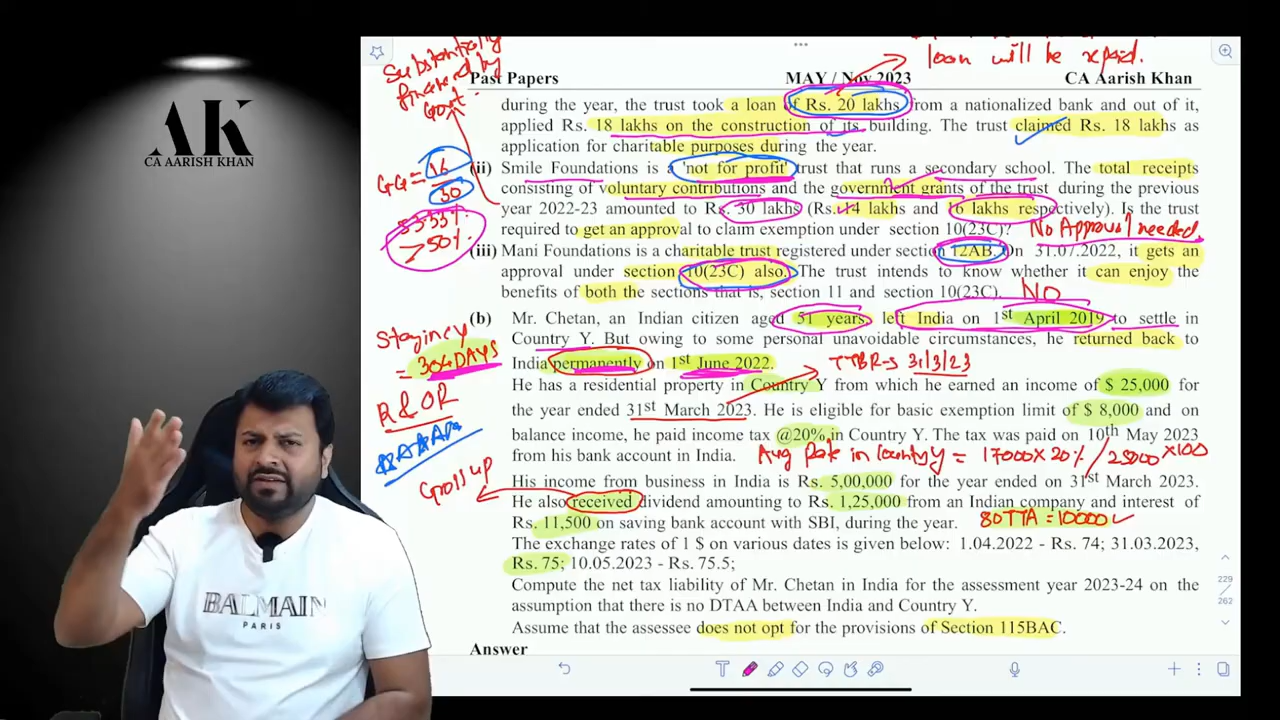 AK
CA AARISH KHAN
BALMAIN
PARIS
loan will be repaid.
Substantially
financed by
Govt.
Past Papers MAY / Nov 2023 CA Aarish Khan
during the year, the trust took a loan of Rs. 20 lakhs from a nationalized bank and out of it,
applied Rs. 18 lakhs on the construction of its building. The trust claimed Rs. 18 lakhs as
application for charitable purposes during the year.
(ii) Smile Foundations is a 'not for profit' trust that runs a secondary school. The total receipts
consisting of voluntary contributions and the government grants of the trust during the previous
year 2022-23 amounted to Rs. 30 lakhs (Rs. 14 lakhs and 16 lakhs respectively). Is the trust
required to get an approval to claim exemption under section 10(23C)? No Approval needed
GG = 16
30
53.33%
> 50%
(iii) Mani Foundations is a charitable trust registered under section 12AB. On 31.07.2022, it gets an
approval under section 10(23C) also. The trust intends to know whether it can enjoy the
benefits of both the sections that is, section 11 and section 10(23C). NO
(b) Mr. Chetan, an Indian citizen aged 51 years, left India on 1st April 2019 to settle in
Country Y. But owing to some personal unavoidable circumstances, he returned back to
India permanently on 1st June 2022. TTBR → 31/3/23
Stay in cy
= 304 DAYS
R & OR
He has a residential property in Country Y from which he earned an income of $ 25,000 for
the year ended 31st March 2023. He is eligible for basic exemption limit of $ 8,000 and on
balance income, he paid income tax @20% in Country Y. The tax was paid on 10th May 2023
from his bank account in India. Avg Rate in Country Y = 17000 X 20% / 25000 X 100
Gross up
His income from business in India is Rs. 5,00,000 for the year ended on 31st March 2023.
He also received dividend amounting to Rs. 1,25,000 from an Indian company and interest of
Rs. 11,500 on saving bank account with SBI, during the year. 80TTA = 10000 ✓
The exchange rates of 1 $ on various dates is given below: 1.04.2022 - Rs. 74; 31.03.2023,
Rs. 75; 10.05.2023 - Rs. 75.5;
Compute the net tax liability of Mr. Chetan in India for the assessment year 2023-24 on the
assumption that there is no DTAA between India and Country Y.
Assume that the assessee does not opt for the provisions of Section 115BAC.
Answer
229
262